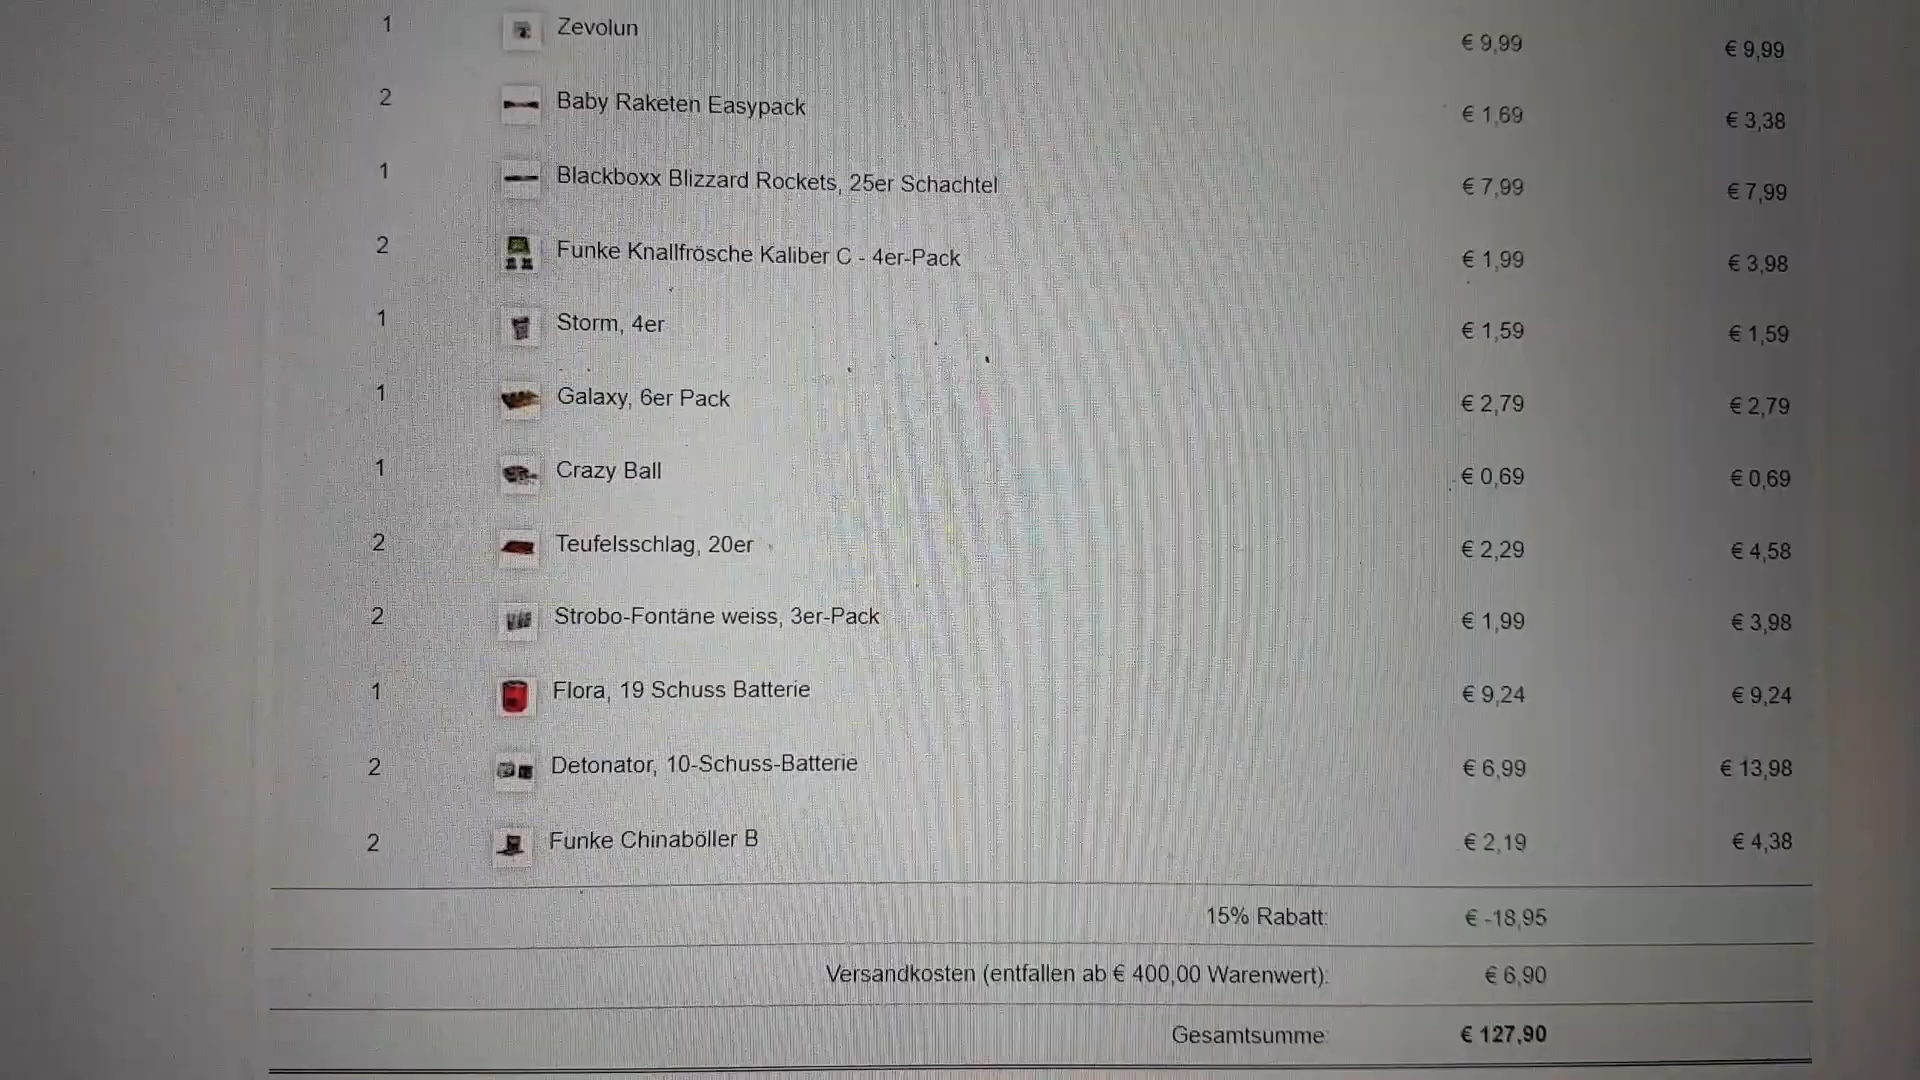 1 Zevolun € 9,99 € 9,99
2 Baby Raketen Easypack € 1,69 € 3,38
1 Blackboxx Blizzard Rockets, 25er Schachtel € 7,99 € 7,99
2 Funke Knallfrösche Kaliber C - 4er-Pack € 1,99 € 3,98
1 Storm, 4er € 1,59 € 1,59
1 Galaxy, 6er Pack € 2,79 € 2,79
1 Crazy Ball € 0,69 € 0,69
2 Teufelsschlag, 20er € 2,29 € 4,58
2 Strobo-Fontäne weiss, 3er-Pack € 1,99 € 3,98
1 Flora, 19 Schuss Batterie € 9,24 € 9,24
2 Detonator, 10-Schuss-Batterie € 6,99 € 13,98
2 Funke Chinaböller B € 2,19 € 4,38
15% Rabatt: € -18,95
Versandkosten (entfallen ab € 400,00 Warenwert): € 6,90
Gesamtsumme: € 127,90